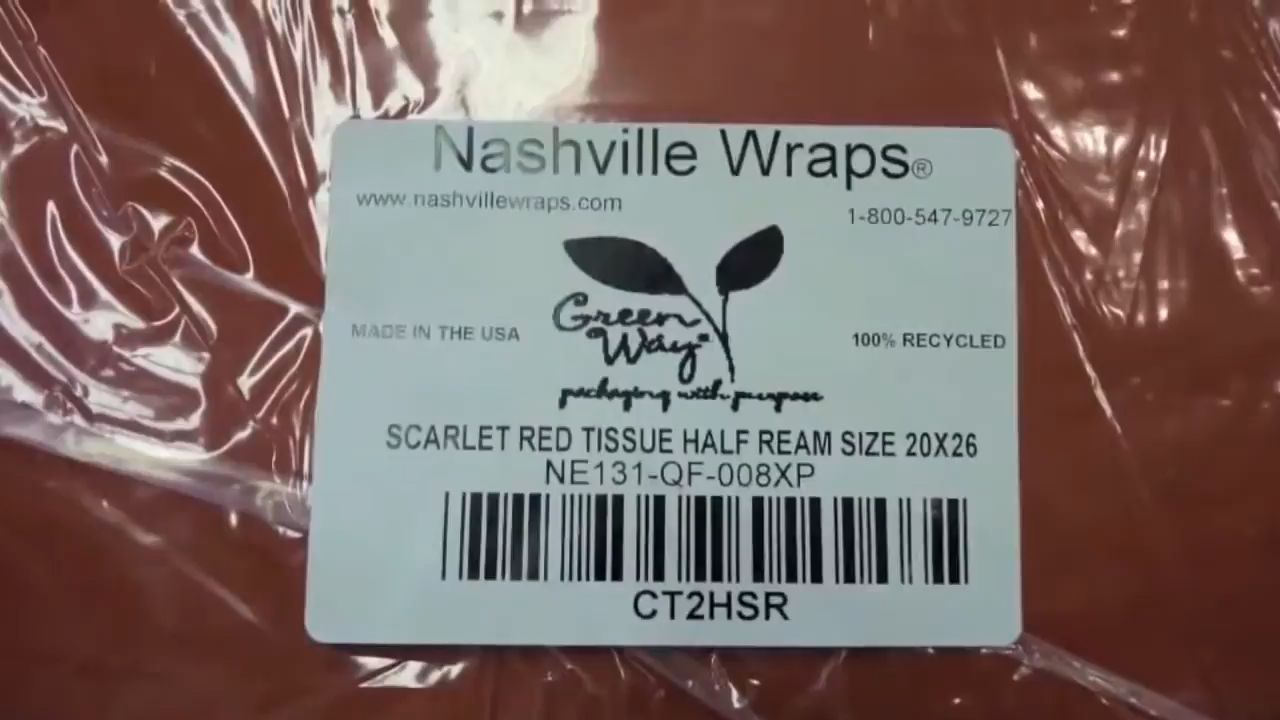 Nashville Wraps®
www.nashvillewraps.com
1-800-547-9727
Green
Way
MADE IN THE USA
100% RECYCLED
packaging with purpose
SCARLET RED TISSUE HALF REAM SIZE 20X26
NE131-QF-008XP
CT2HSR